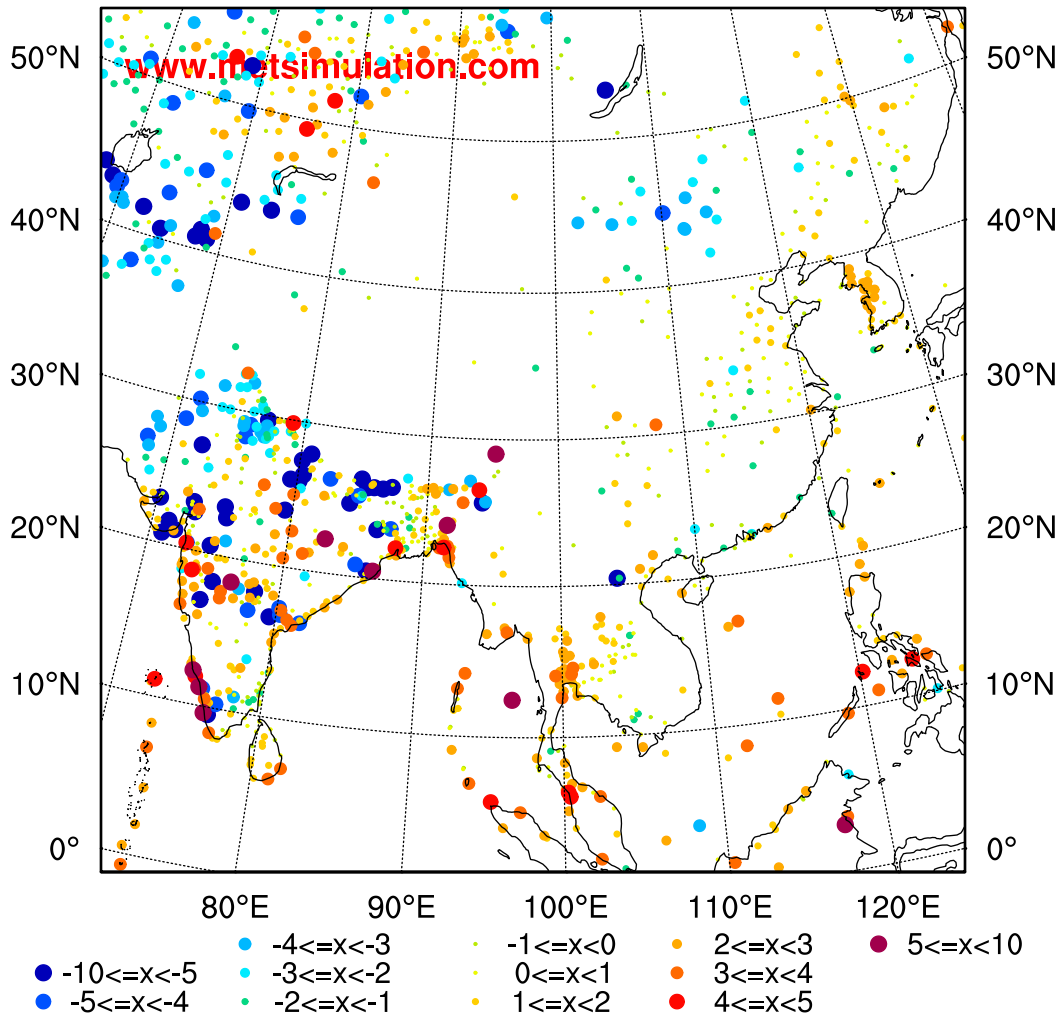 50°N 50°N
www.metsimulation.com
40°N 40°N
30°N 30°N
20°N 20°N
10°N 10°N
0° 0°
80°E 90°E 100°E 110°E 120°E
-4<=x<-3 -1<=x<0 2<=x<3 5<=x<10
-10<=x<-5 -3<=x<-2 0<=x<1 3<=x<4
-5<=x<-4 -2<=x<-1 1<=x<2 4<=x<5